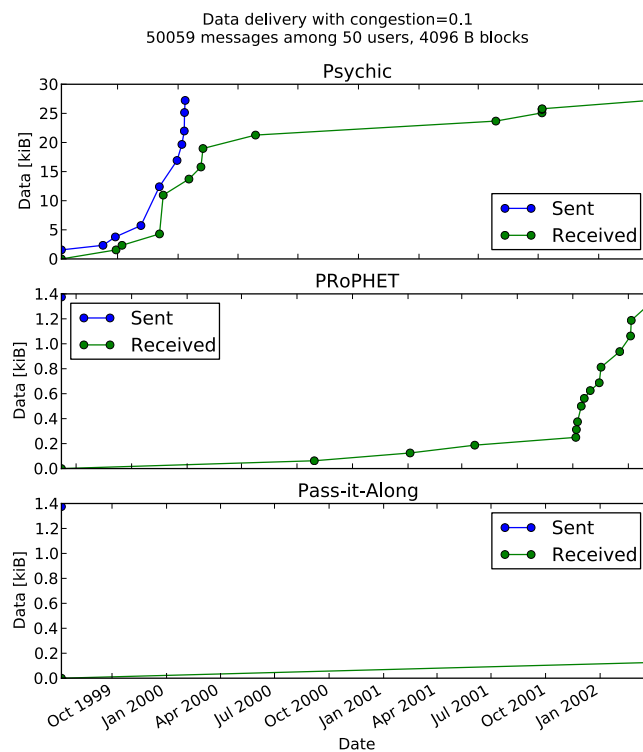 Data delivery with congestion=0.1
50059 messages among 50 users, 4096 B blocks
Psychic
30
25
20
15
10
5
0
Data [kiB]
Sent
Received
PRoPHET
1.4
1.2
1.0
0.8
0.6
0.4
0.2
0.0
Data [kiB]
Sent
Received
Pass-it-Along
1.4
1.2
1.0
0.8
0.6
0.4
0.2
0.0
Data [kiB]
Sent
Received
Oct 1999
Jan 2000
Apr 2000
Jul 2000
Oct 2000
Jan 2001
Apr 2001
Jul 2001
Oct 2001
Jan 2002
Date